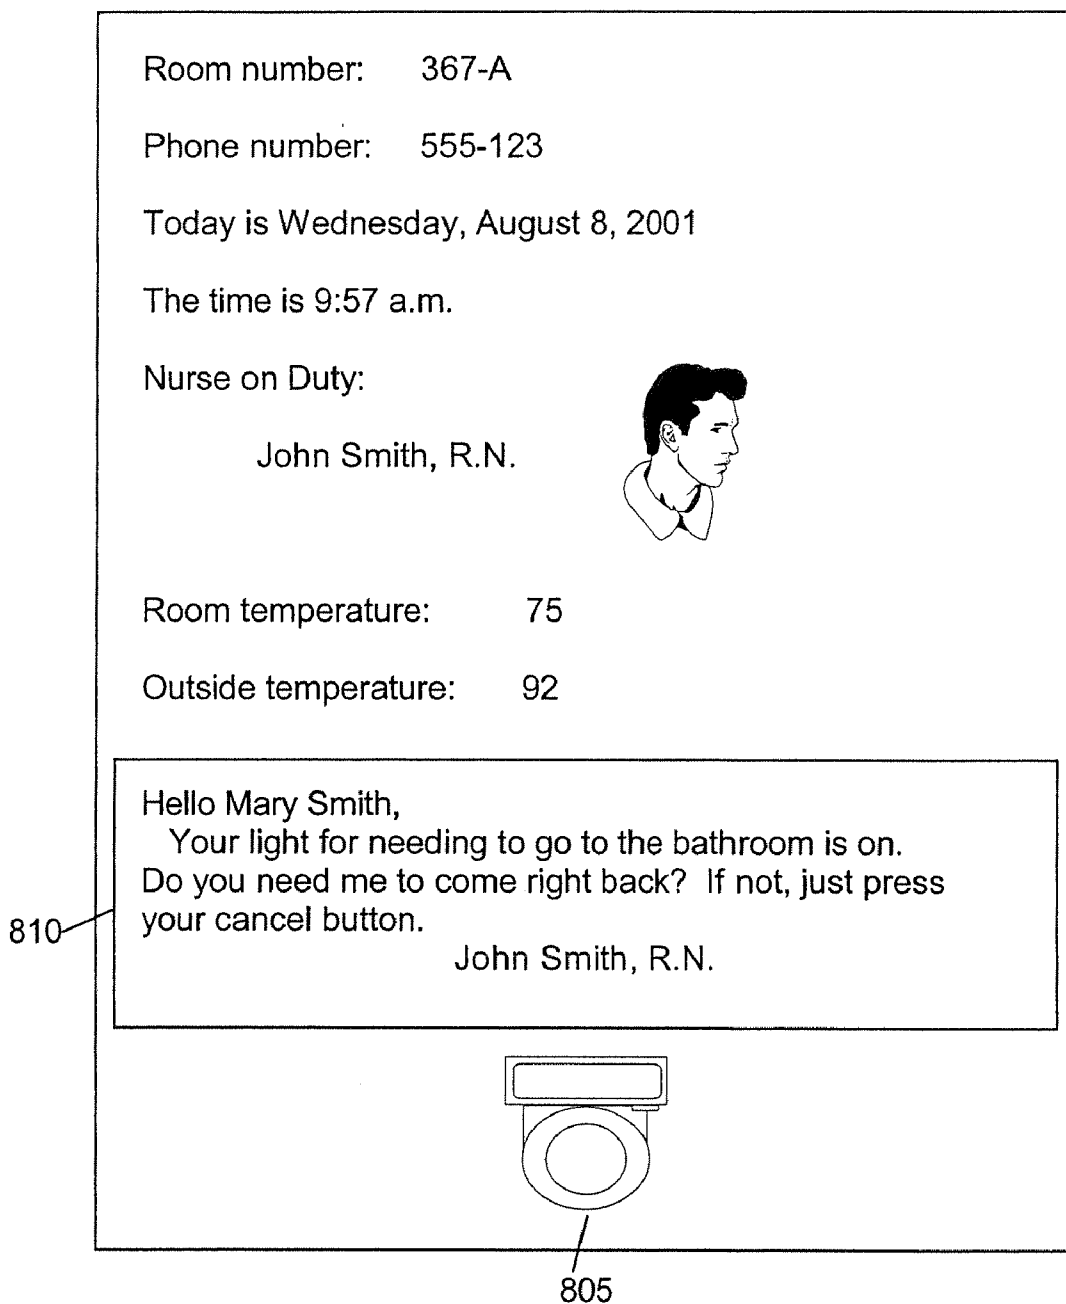 Room number: 367-A
Phone number: 555-123
Today is Wednesday, August 8, 2001
The time is 9:57 a.m.
Nurse on Duty:
John Smith, R.N.
Room temperature: 75
Outside temperature: 92
Hello Mary Smith,
Your light for needing to go to the bathroom is on.
Do you need me to come right back? If not, just press
your cancel button.
John Smith, R.N.
810
805